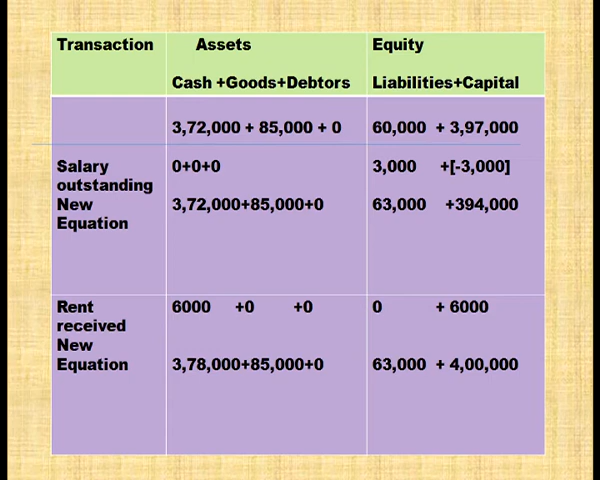 Transaction Assets Equity
Cash +Goods+Debtors Liabilities+Capital
3,72,000 + 85,000 + 0 60,000 + 3,97,000
Salary 0+0+0 3,000 +[-3,000]
outstanding
New 3,72,000+85,000+0 63,000 +394,000
Equation
Rent 6000 +0 +0 0 + 6000
received
New
Equation 3,78,000+85,000+0 63,000 + 4,00,000